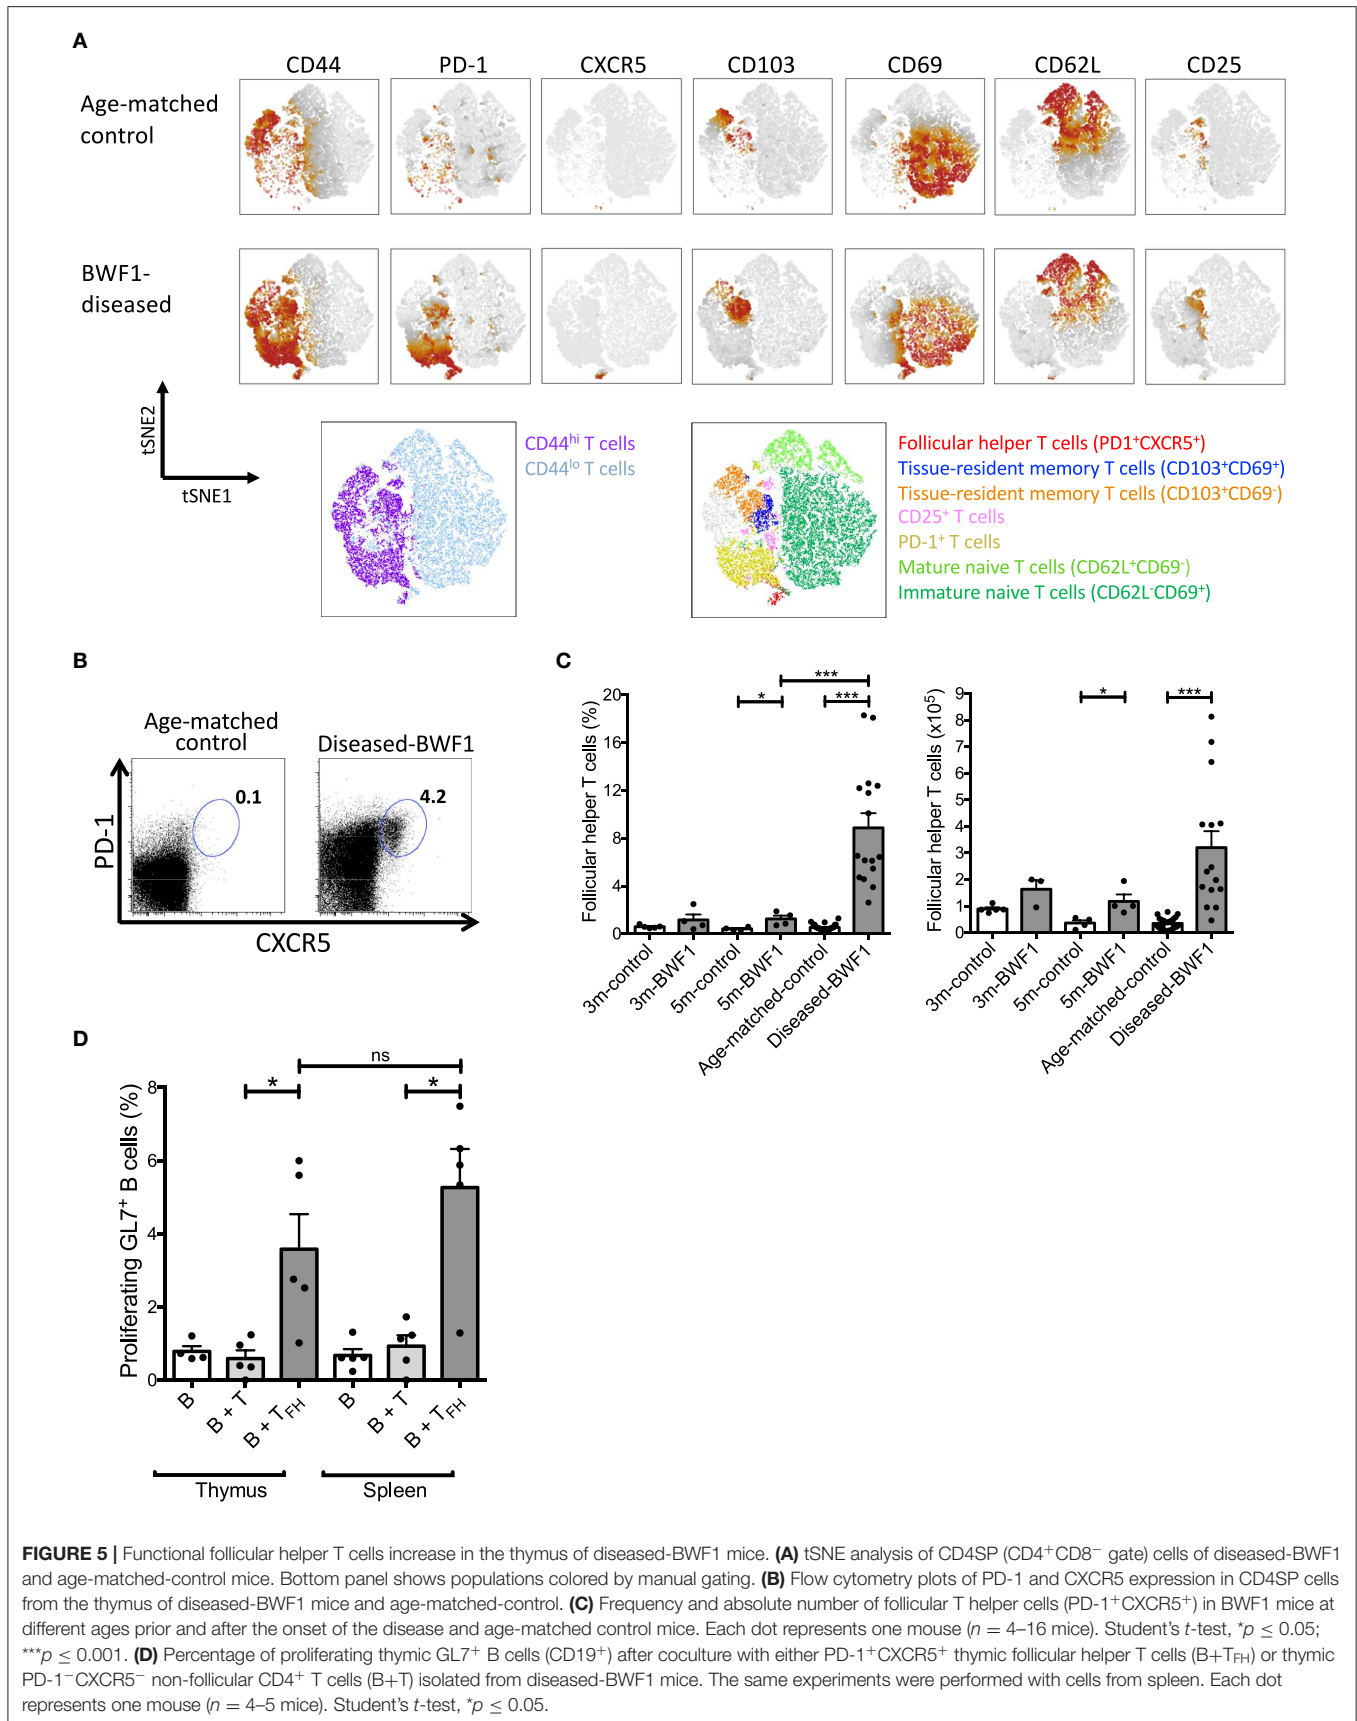 A
CD44 PD-1 CXCR5 CD103 CD69 CD62L CD25
Age-matched
control
BWF1-
diseased
tSNE2
tSNE1
CD44hi T cells
CD44lo T cells
Follicular helper T cells (PD1+CXCR5+)
Tissue-resident memory T cells (CD103+CD69+)
Tissue-resident memory T cells (CD103+CD69-)
CD25+ T cells
PD-1+ T cells
Mature naive T cells (CD62L+CD69-)
Immature naive T cells (CD62L-CD69+)
B
Age-matched
control
Diseased-BWF1
0.1
4.2
PD-1
CXCR5
C
Follicular helper T cells (%)
20
16
12
8
4
0
*
***
***
3m-control
3m-BWF1
5m-control
5m-BWF1
Age-matched-control
Diseased-BWF1
Follicular helper T cells (x10⁵)
9
8
7
6
5
4
3
2
1
0
*
***
3m-control
3m-BWF1
5m-control
5m-BWF1
Age-matched-control
Diseased-BWF1
D
Proliferating GL7+ B cells (%)
8
6
4
2
0
*
ns
*
B
B + T
B + TFH
B
B + T
B + TFH
Thymus
Spleen
FIGURE 5 | Functional follicular helper T cells increase in the thymus of diseased-BWF1 mice. (A) tSNE analysis of CD4SP (CD4+CD8− gate) cells of diseased-BWF1
and age-matched-control mice. Bottom panel shows populations colored by manual gating. (B) Flow cytometry plots of PD-1 and CXCR5 expression in CD4SP cells
from the thymus of diseased-BWF1 mice and age-matched-control. (C) Frequency and absolute number of follicular T helper cells (PD-1+CXCR5+) in BWF1 mice at
different ages prior and after the onset of the disease and age-matched control mice. Each dot represents one mouse (n = 4–16 mice). Student's t-test, *p ≤ 0.05;
***p ≤ 0.001. (D) Percentage of proliferating thymic GL7+ B cells (CD19+) after coculture with either PD-1+CXCR5+ thymic follicular helper T cells (B+TFH) or thymic
PD-1−CXCR5− non-follicular CD4+ T cells (B+T) isolated from diseased-BWF1 mice. The same experiments were performed with cells from spleen. Each dot
represents one mouse (n = 4–5 mice). Student's t-test, *p ≤ 0.05.